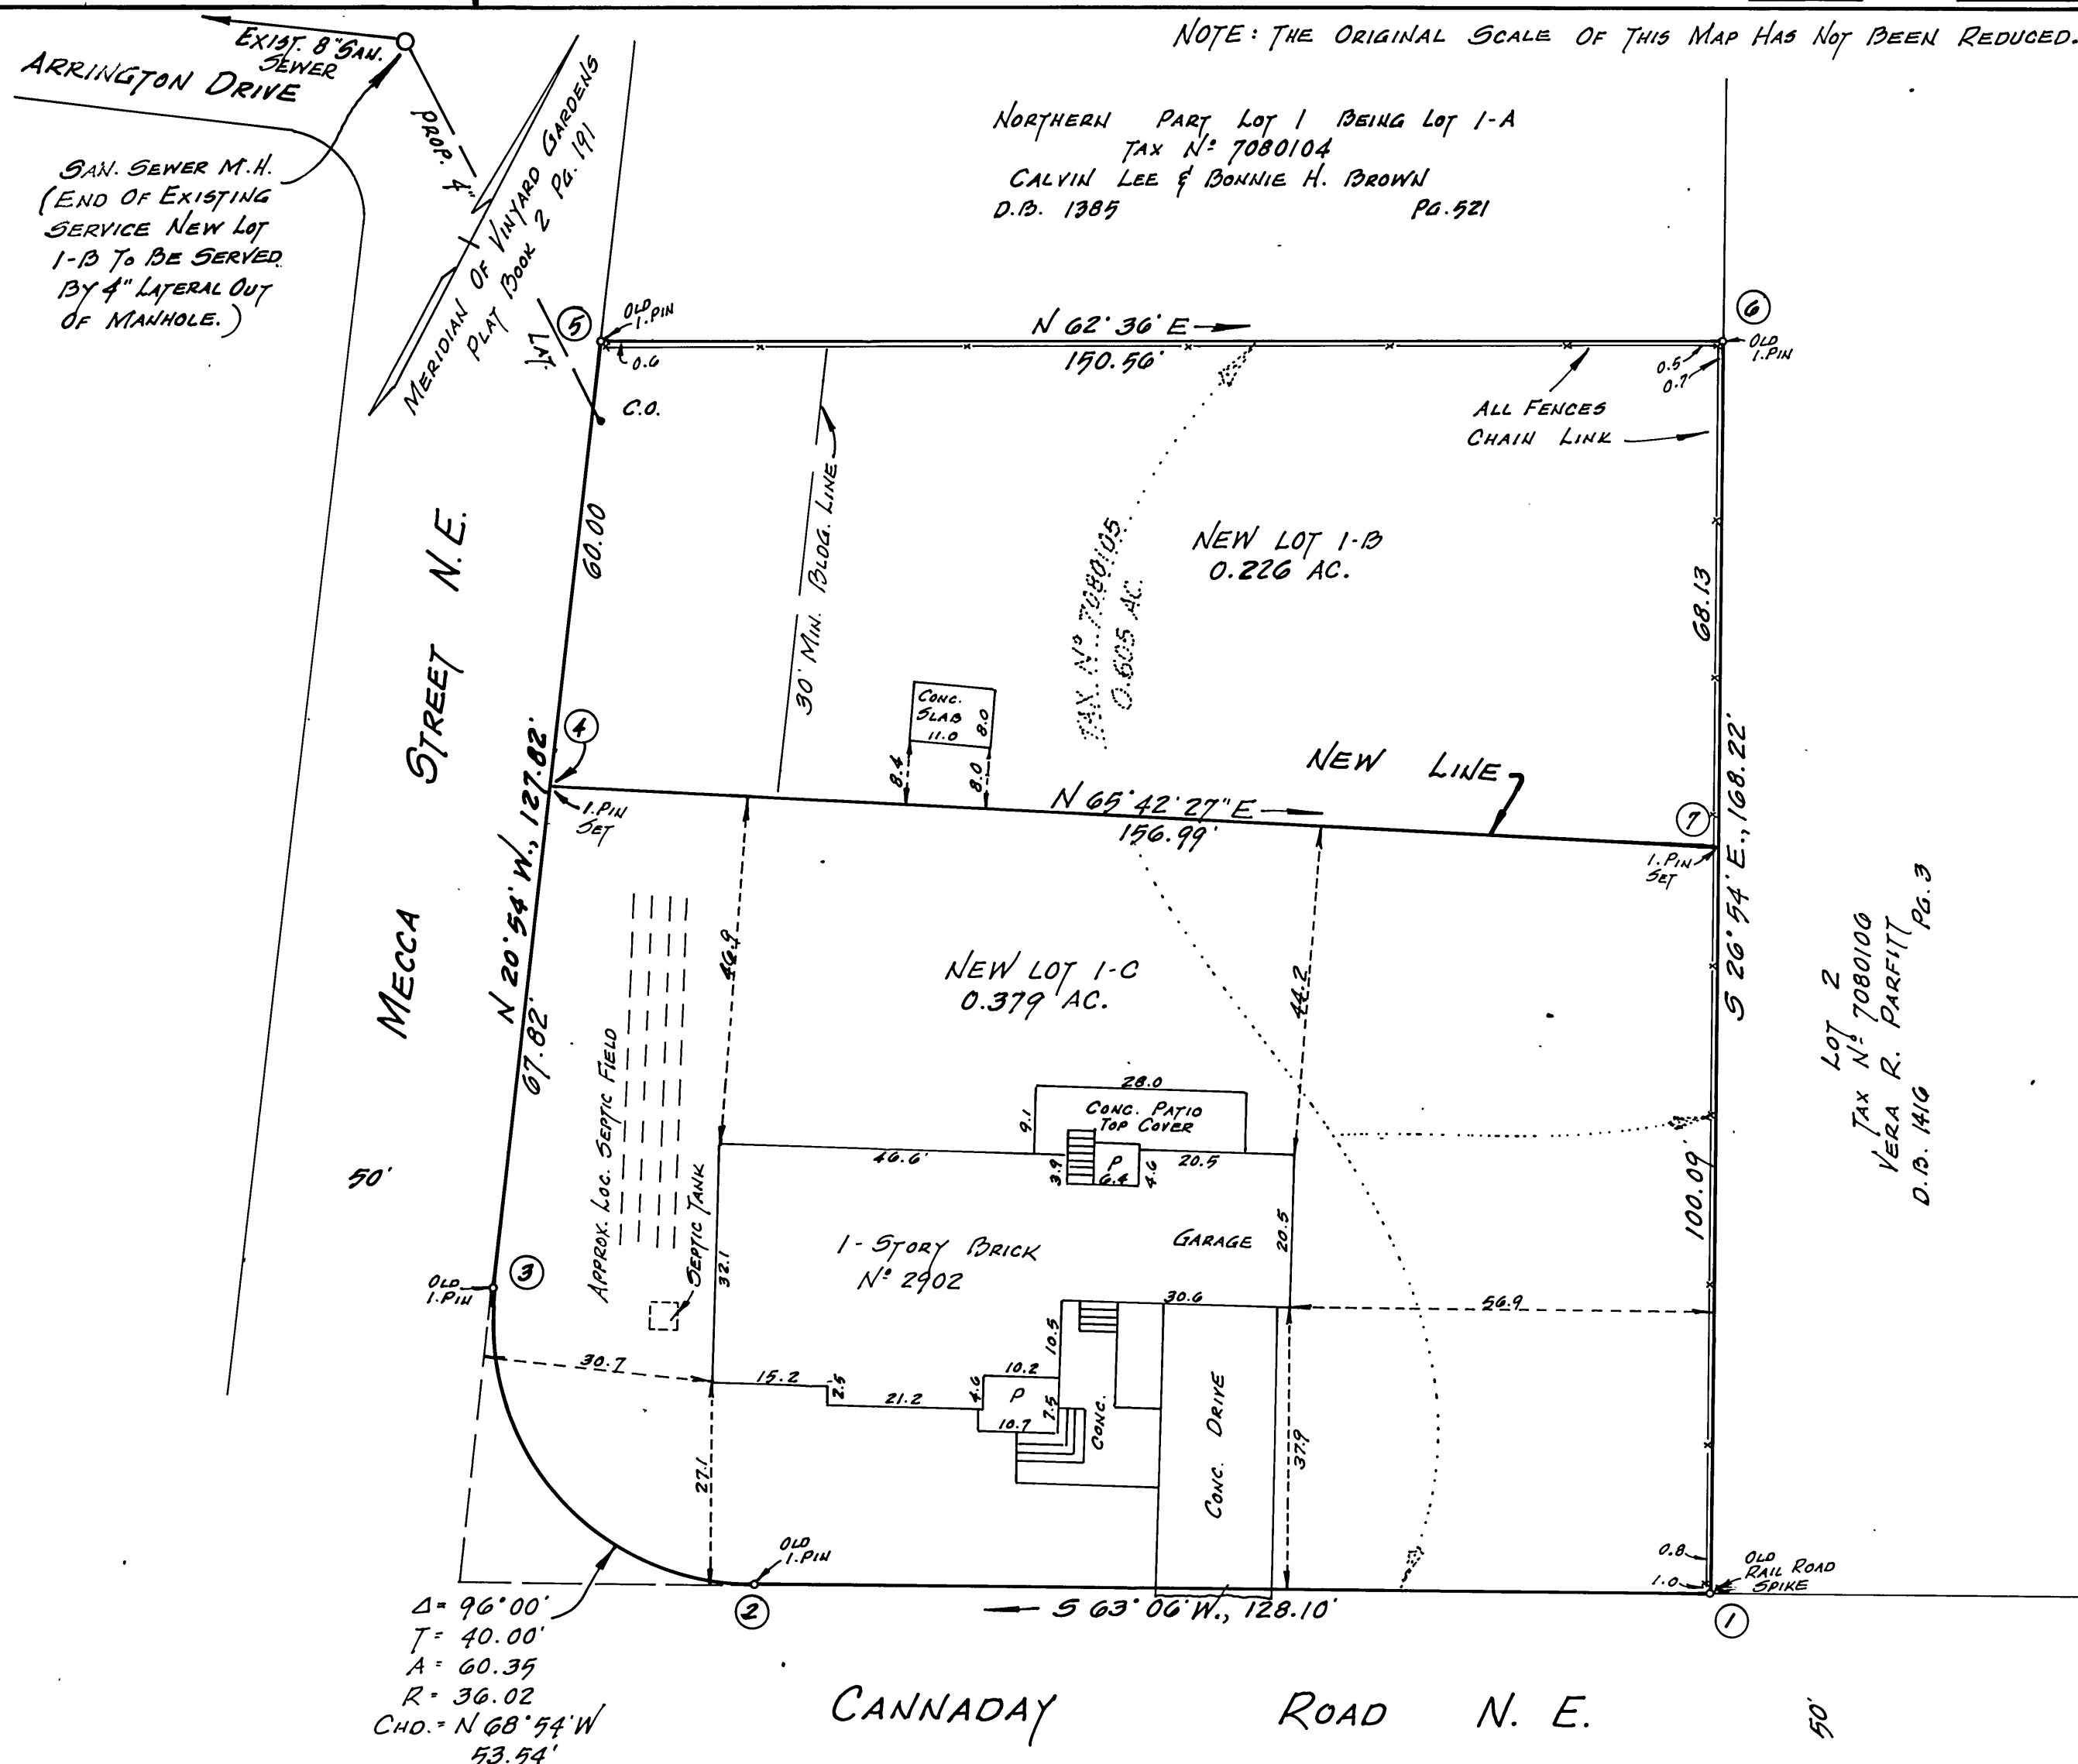 NOTE: THE ORIGINAL SCALE OF THIS MAP HAS NOT BEEN REDUCED.
EXIST. 8" SAN.
SEWER
ARRINGTON DRIVE
SAN. SEWER M.H.
(END OF EXISTING
SERVICE NEW LOT
1-B TO BE SERVED
BY 4" LATERAL OUT
OF MANHOLE.)
PROP. 4"
LAT.
MERIDIAN OF VINYARD GARDENS
PLAT BOOK 2 PG. 191
NORTHERN PART LOT 1 BEING LOT 1-A
TAX Nº 7080104
CALVIN LEE & BONNIE H. BROWN
D.B. 1385 PG. 521
5
OLD
I. PIN
N 62° 36' E
150.56'
0.6
C.O.
6
OLD
I. PIN
0.5
0.7
ALL FENCES
CHAIN LINK
60.00
30' MIN. BLDG. LINE
TAX. Nº 7080105
0.605 AC.
NEW LOT 1-B
0.226 AC.
68.13
CONC.
SLAB
11.0
8.0
8.4
8.0
4
I. PIN
SET
NEW LINE
N 65° 42' 27" E
156.99'
7
I. PIN
SET
MECCA STREET N.E.
50'
N 20° 54' W., 127.82'
67.82'
S 26° 54' E., 168.22'
100.09
LOT 2
TAX Nº 7080106
VERA R. PARFITT
D.B. 1416 PG. 3
46.9
NEW LOT 1-C
0.379 AC.
44.2
APPROX. LOC. SEPTIC FIELD
SEPTIC TANK
28.0
9.1
CONC. PATIO
TOP COVER
46.6'
3.9
P
6.4
4.6
20.5
1-STORY BRICK
Nº 2902
GARAGE
20.5
32.1
3
OLD
I. PIN
30.7
15.2
2.5
21.2
4.6
10.2
P
10.7
7.5
10.5
30.6
56.9
CONC.
CONC. DRIVE
37.9
27.1
OLD
I. PIN
2
S 63° 06' W., 128.10'
0.8
1.0
OLD
RAIL ROAD
SPIKE
1
Δ= 96° 00'
T= 40.00'
A= 60.35
R= 36.02
CHD.= N 68° 54' W
53.54'
CANNADAY ROAD N. E.
50'